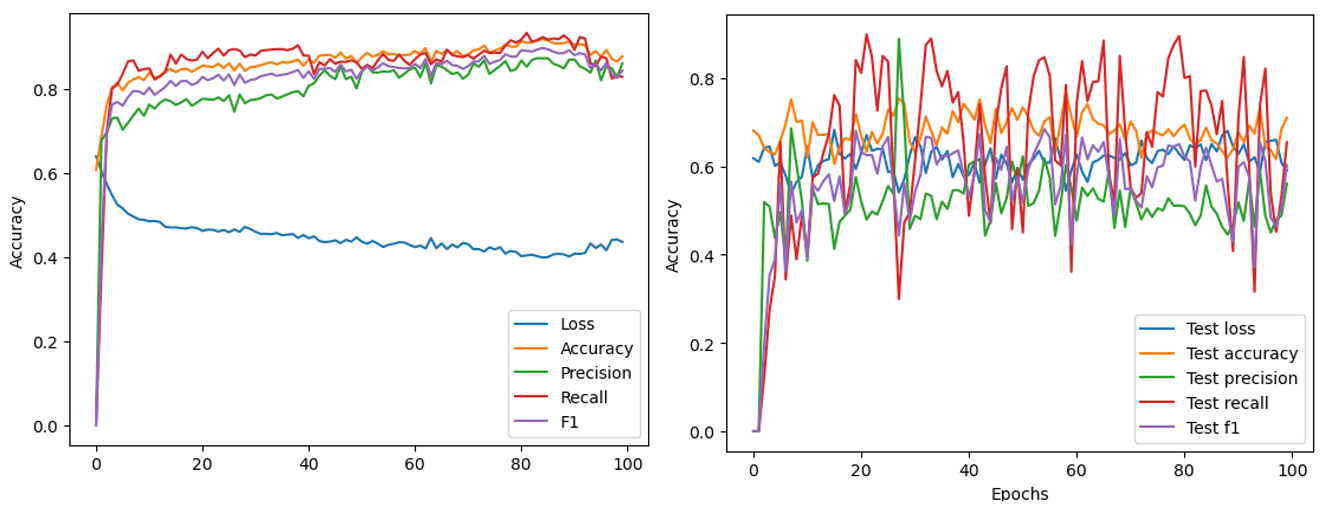 Accuracy
0.8
0.6
0.4
0.2
0.0
0
20
40
60
80
100
Loss
Accuracy
Precision
Recall
F1
Accuracy
0.8
0.6
0.4
0.2
0.0
0
20
40
60
80
100
Epochs
Test loss
Test accuracy
Test precision
Test recall
Test f1